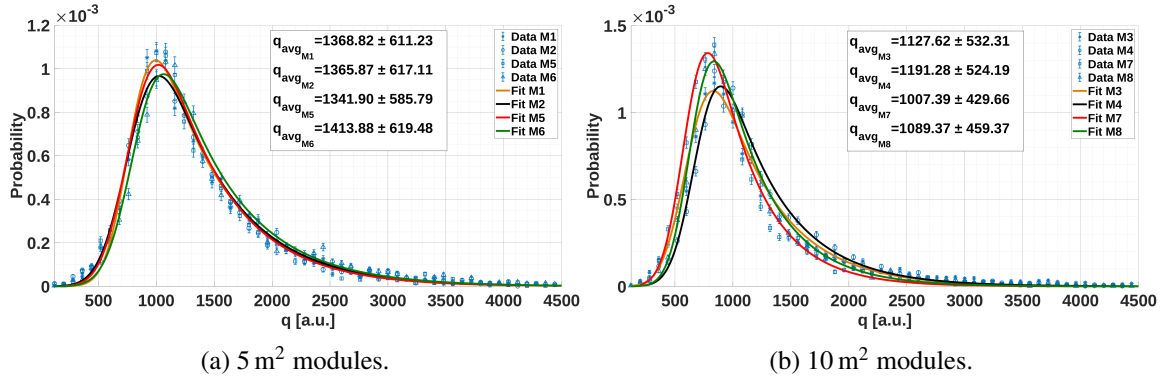 ×10⁻³
1.2
1
0.8
0.6
0.4
0.2
0
Probability
500 1000 1500 2000 2500 3000 3500 4000 4500
q [a.u.]
q_avg_M1=1368.82 ± 611.23
q_avg_M2=1365.87 ± 617.11
q_avg_M5=1341.90 ± 585.79
q_avg_M6=1413.88 ± 619.48
Data M1
Data M2
Data M5
Data M6
Fit M1
Fit M2
Fit M5
Fit M6
(a) 5 m² modules.
×10⁻³
1.5
1
0.5
0
Probability
500 1000 1500 2000 2500 3000 3500 4000 4500
q [a.u.]
q_avg_M3=1127.62 ± 532.31
q_avg_M4=1191.28 ± 524.19
q_avg_M7=1007.39 ± 429.66
q_avg_M8=1089.37 ± 459.37
Data M3
Data M4
Data M7
Data M8
Fit M3
Fit M4
Fit M7
Fit M8
(b) 10 m² modules.